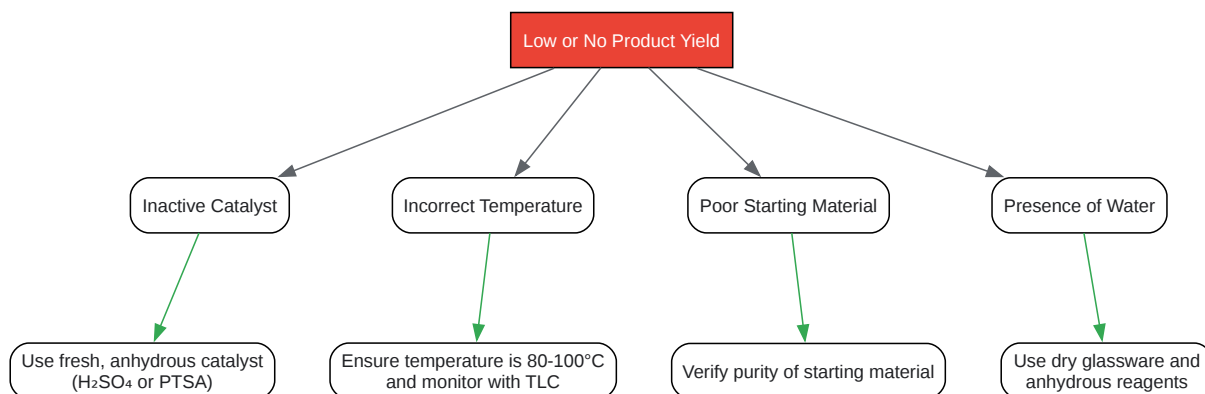 Low or No Product Yield
Inactive Catalyst
Incorrect Temperature
Poor Starting Material
Presence of Water
Use fresh, anhydrous catalyst
(H₂SO₄ or PTSA)
Ensure temperature is 80-100°C
and monitor with TLC
Verify purity of starting material
Use dry glassware and
anhydrous reagents